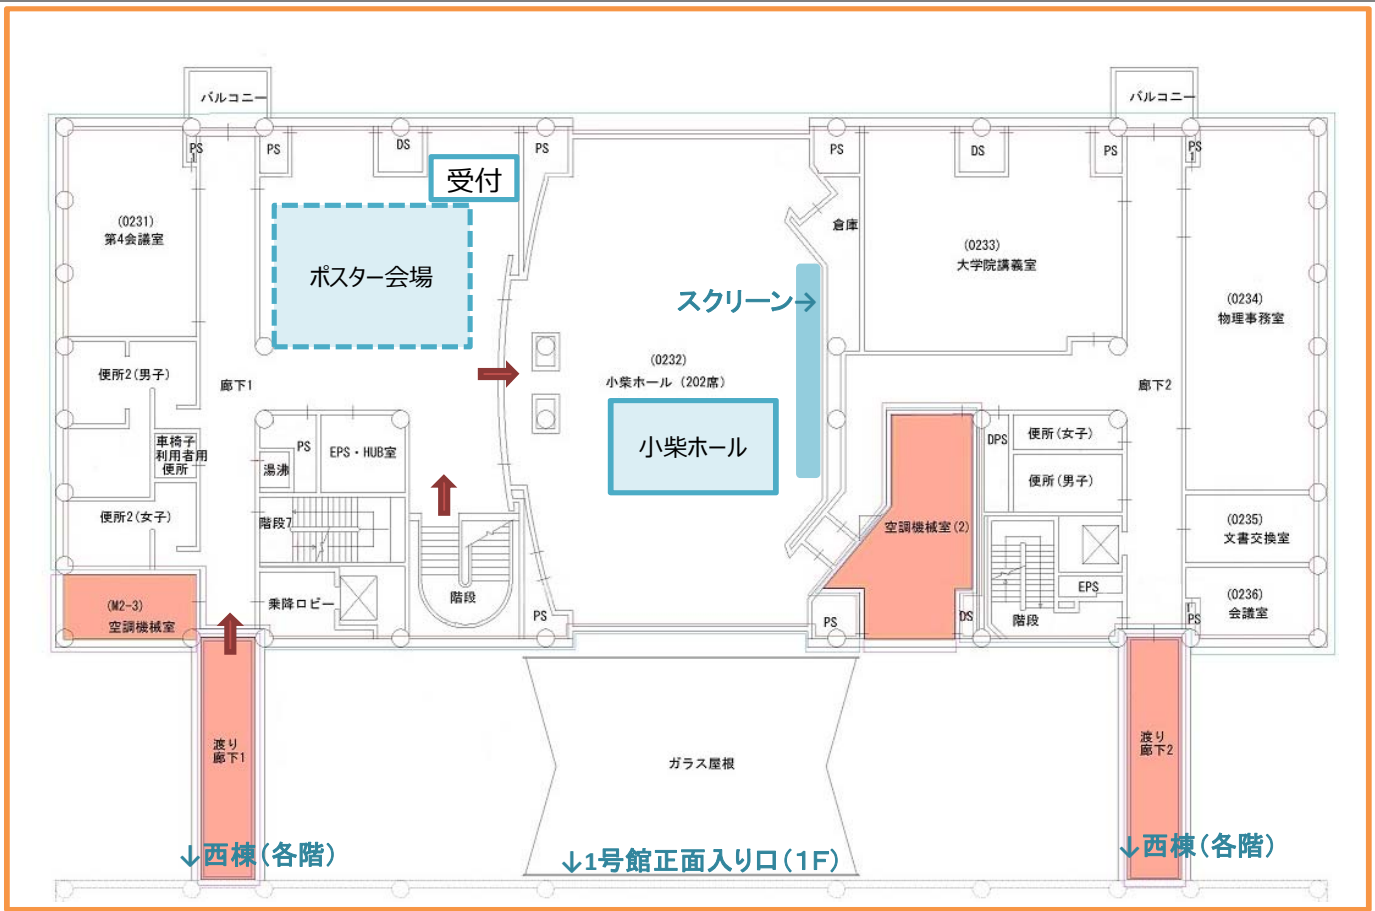 バルコニー
バルコニー
PS
1
PS
DS
PS
PS
DS
PS
PS
1
受付
(0231)
第4会議室
倉庫
(0233)
大学院講義室
ポスター会場
スクリーン→
(0234)
物理事務室
(0232)
小柴ホール (202席)
便所2(男子)
廊下1
廊下2
小柴ホール
車椅子
利用者用
便所
PS
EPS・HUB室
湯沸
DPS
便所(女子)
便所(男子)
便所2(女子)
階段7
空調機械室(2)
(0235)
文書交換室
(M2-3)
空調機械室
乗降ロビー
階段
PS
PS
DS
階段
EPS
PS
(0236)
会議室
渡り
廊下1
ガラス屋根
渡り
廊下2
↓西棟(各階)
↓1号館正面入り口(1F)
↓西棟(各階)